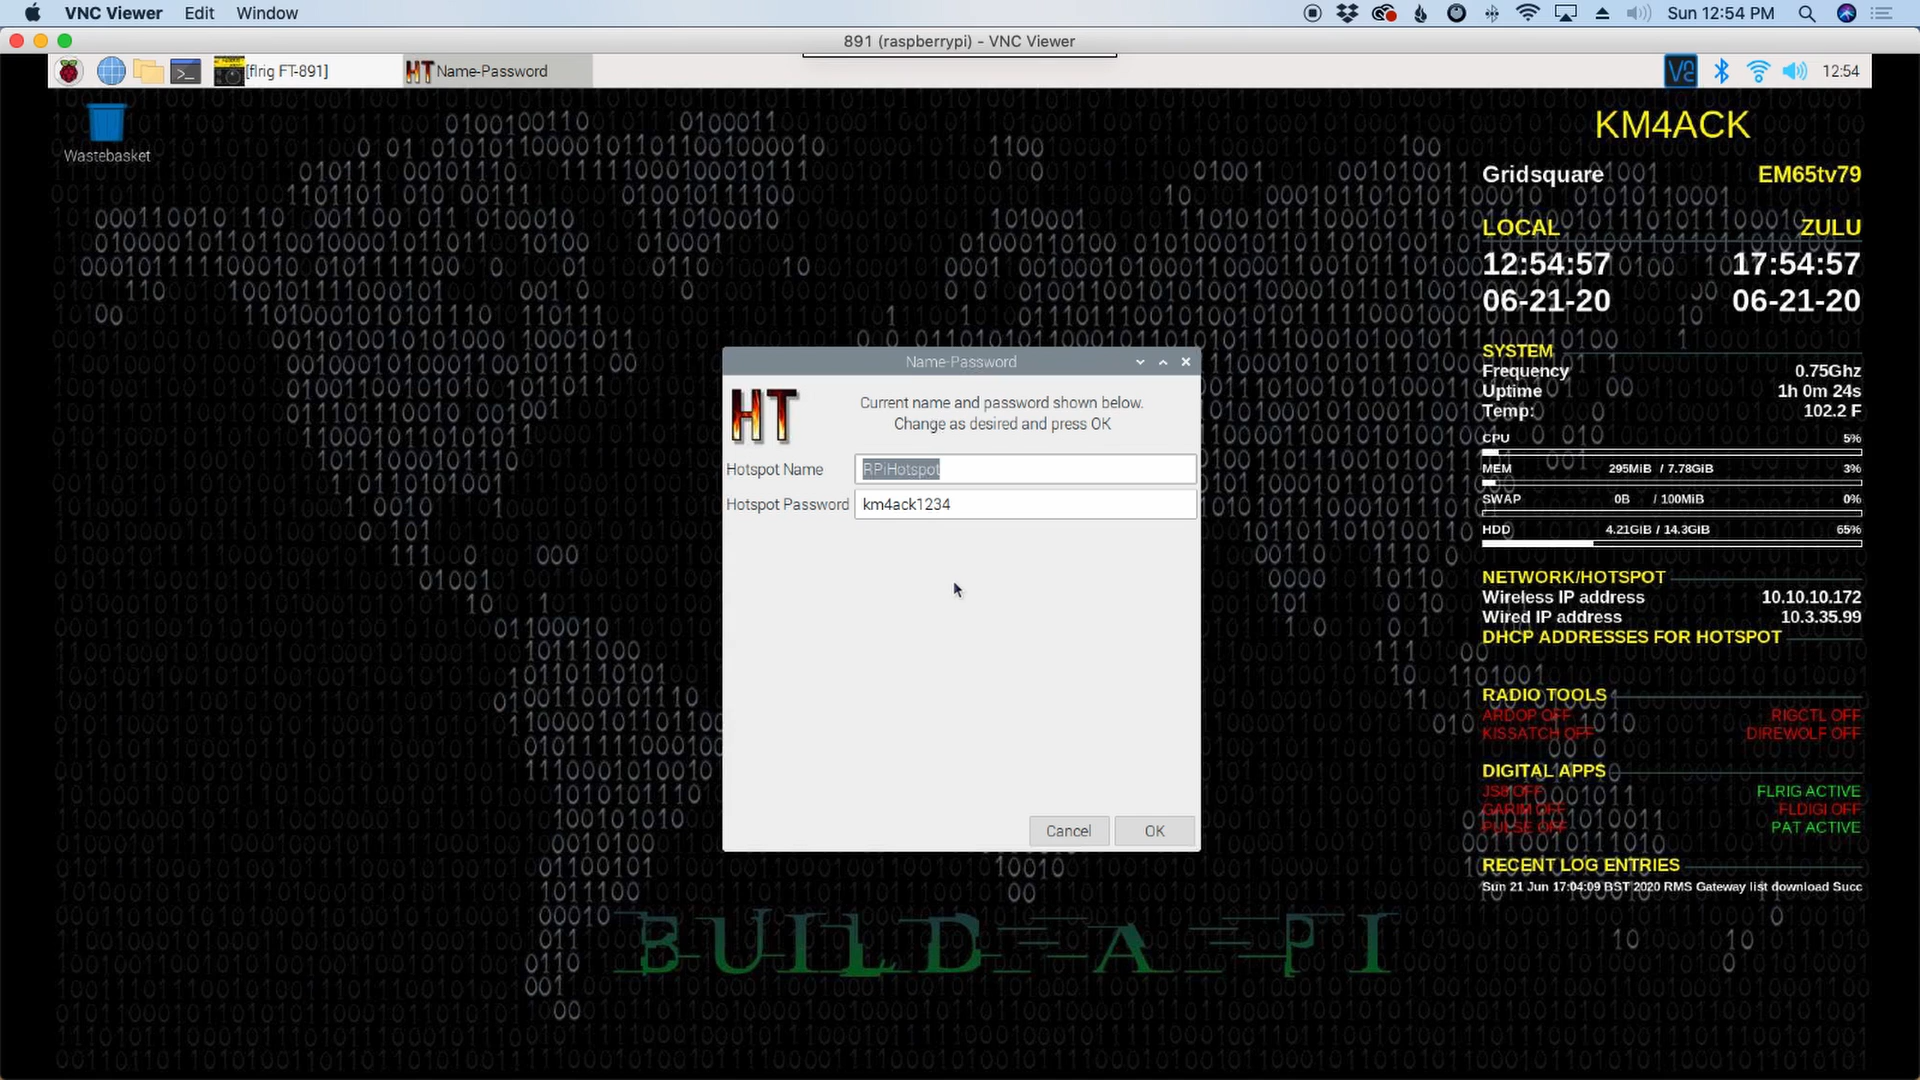 VNC Viewer Edit Window Sun 12:54 PM
891 (raspberrypi) - VNC Viewer
[flrig FT-891] HT Name-Password 12:54
Wastebasket
KM4ACK
Gridsquare EM65tv79
LOCAL ZULU
12:54:57 17:54:57
06-21-20 06-21-20
SYSTEM
Frequency 0.75Ghz
Uptime 1h 0m 24s
Temp: 102.2 F
CPU 5%
MEM 295MiB / 7.78GiB 3%
SWAP 0B / 100MiB 0%
HDD 4.21GiB / 14.3GiB 65%
NETWORK/HOTSPOT
Wireless IP address 10.10.10.172
Wired IP address 10.3.35.99
DHCP ADDRESSES FOR HOTSPOT
RADIO TOOLS
ARDOP OFF RIGCTL OFF
KISSATCH OFF DIREWOLF OFF
DIGITAL APPS
JS8 OFF FLRIG ACTIVE
GARIM OFF FLDIGI OFF
PULSE OFF PAT ACTIVE
RECENT LOG ENTRIES
Sun 21 Jun 17:04:09 BST 2020 RMS Gateway list download Succ
Name-Password
HT
Current name and password shown below.
Change as desired and press OK
Hotspot Name RPiHotspot
Hotspot Password km4ack1234
Cancel OK
BUILD-A-PI